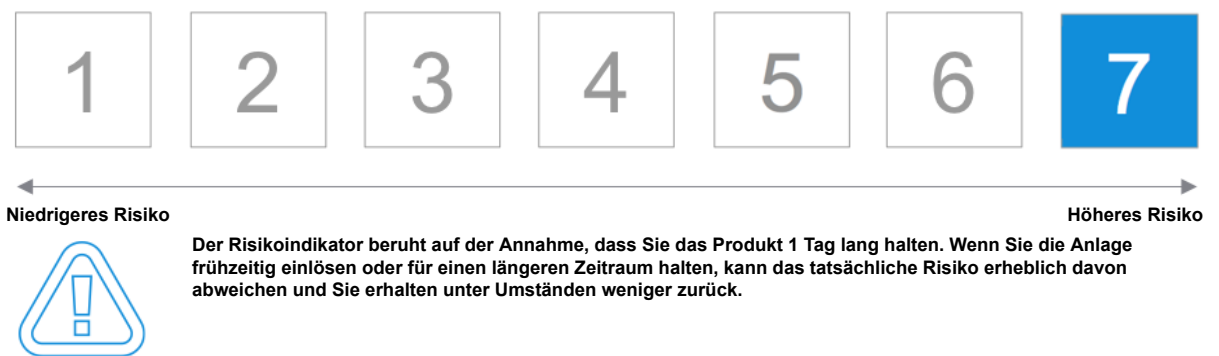 1 2 3 4 5 6 7
Niedrigeres Risiko Höheres Risiko
Der Risikoindikator beruht auf der Annahme, dass Sie das Produkt 1 Tag lang halten. Wenn Sie die Anlage
frühzeitig einlösen oder für einen längeren Zeitraum halten, kann das tatsächliche Risiko erheblich davon
abweichen und Sie erhalten unter Umständen weniger zurück.